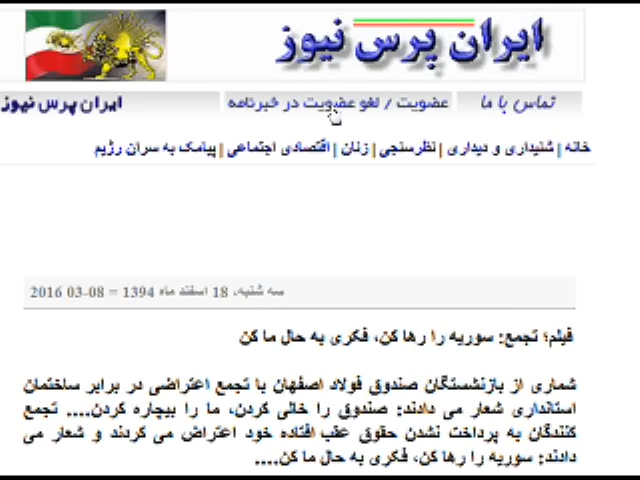 ایران پرس نیوز
تماس با ما
عضویت / لغو عضویت در خبرنامه
ایران پرس نیوز
خانه | شنیداری و دیداری | نظرسنجی | زنان | اقتصادی اجتماعی | پیامک به سران رژیم
سه شنبه، 18 اسفند ماه 1394 = 08-03 2016
فیلم؛ تجمع: سوریه را رها کن، فکری به حال ما کن
شماری از بازنشستگان صندوق فولاد اصفهان با تجمع اعتراضی در برابر ساختمان
استانداری شعار می دادند: صندوق را خالی کردن، ما را بیچاره کردن.... تجمع
کنندگان به پرداخت نشدن حقوق عقب افتاده خود اعتراض می کردند و شعار می
دادند: سوریه را رها کن، فکری به حال ما کن....